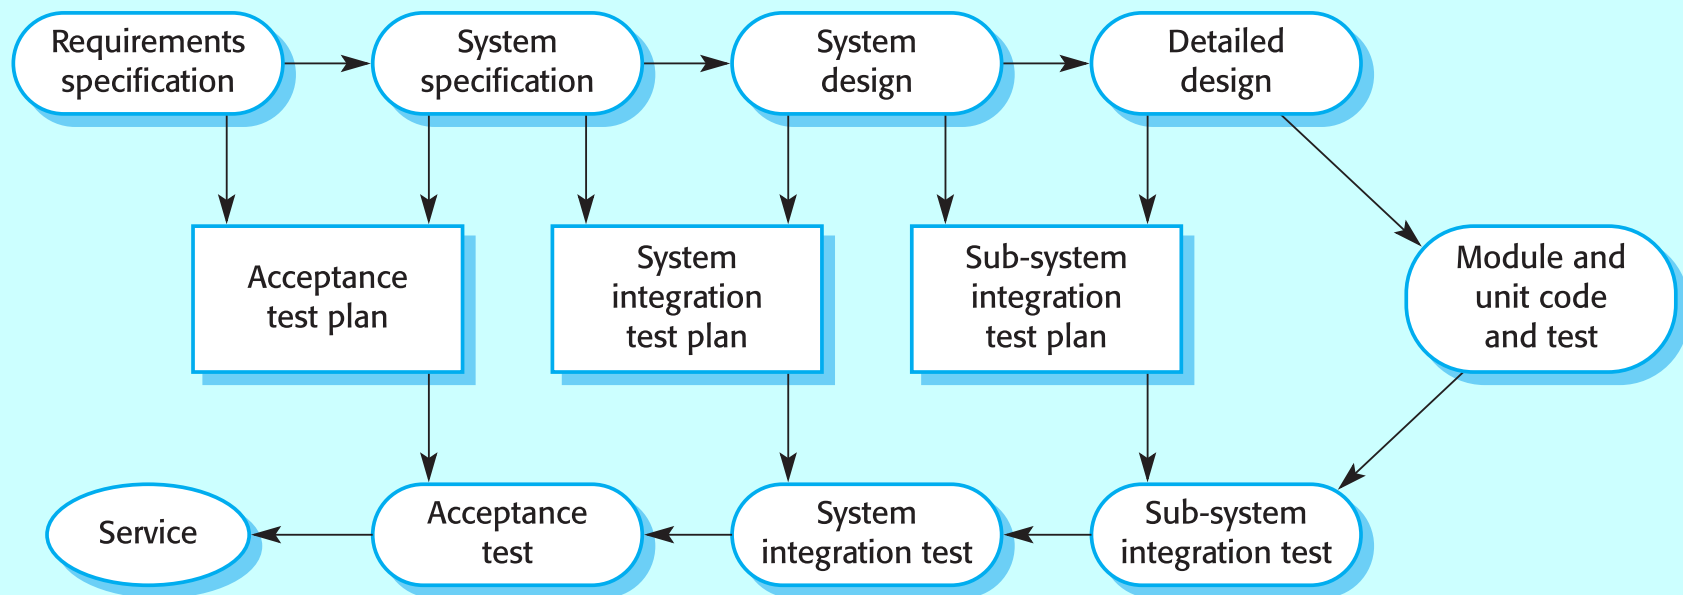 Requirements
specification
System
specification
System
design
Detailed
design
Acceptance
test plan
System
integration
test plan
Sub-system
integration
test plan
Module and
unit code
and test
Service
Acceptance
test
System
integration test
Sub-system
integration test